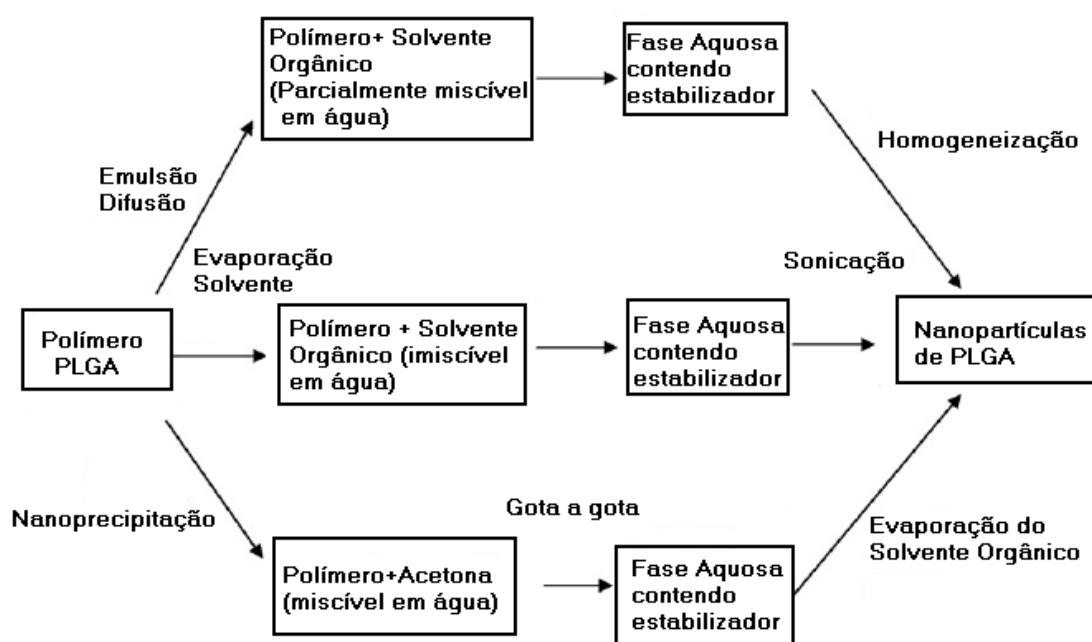 Polímero+ Solvente
Orgânico
(Parcialmente miscível
em água)
Fase Aquosa
contendo
estabilizador
Homogeneização
Emulsão
Difusão
Evaporação
Solvente
Sonicação
Polímero
PLGA
Polímero + Solvente
Orgânico (imiscível
em água)
Fase Aquosa
contendo
estabilizador
Nanopartículas
de PLGA
Nanoprecipitação
Gota a gota
Evaporação do
Solvente Orgânico
Polímero+Acetona
(miscível em água)
Fase Aquosa
contendo
estabilizador